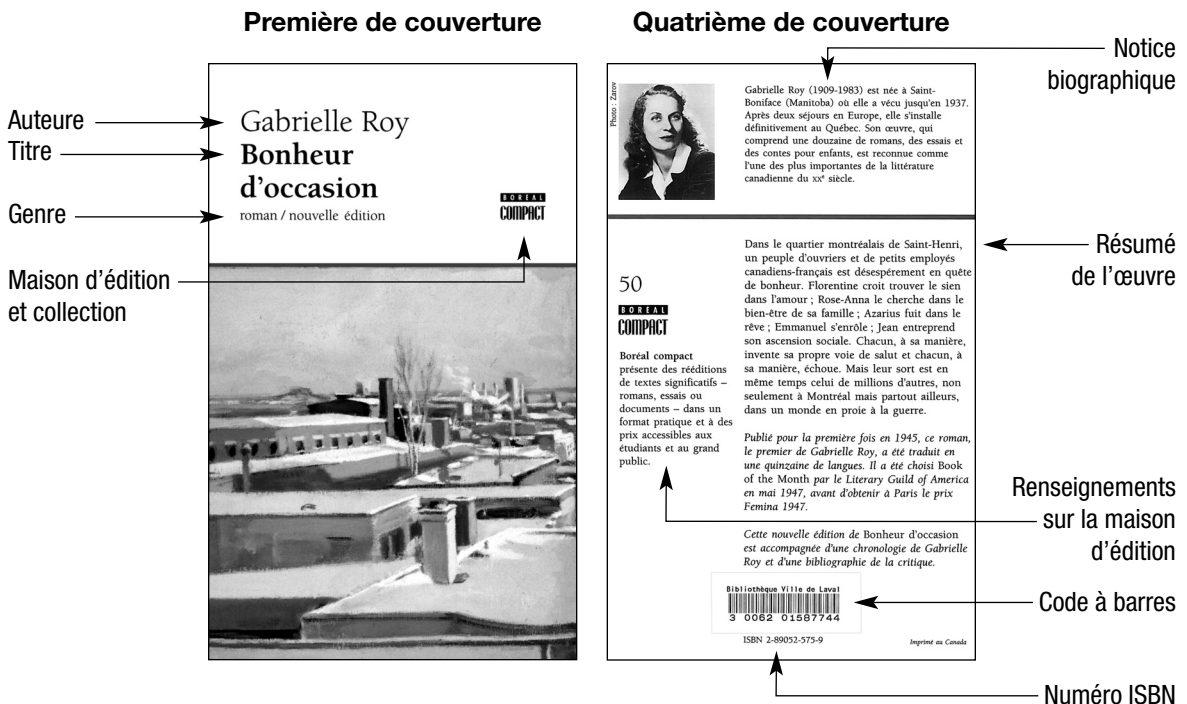 Première de couverture
Quatrième de couverture
Auteure
Titre
Genre
Maison d'édition
et collection
Gabrielle Roy
Bonheur
d'occasion
roman / nouvelle édition
BORÉAL
COMPACT
Notice
biographique
Photo : Zarov
Gabrielle Roy (1909-1983) est née à Saint-
Boniface (Manitoba) où elle a vécu jusqu'en 1937.
Après deux séjours en Europe, elle s'installe
définitivement au Québec. Son œuvre, qui
comprend une douzaine de romans, des essais et
des contes pour enfants, est reconnue comme
l'une des plus importantes de la littérature
canadienne du XXe siècle.
Résumé
de l'œuvre
Dans le quartier montréalais de Saint-Henri,
un peuple d'ouvriers et de petits employés
canadiens-français est désespérement en quête
de bonheur. Florentine croit trouver le sien
dans l'amour ; Rose-Anna le cherche dans le
bien-être de sa famille ; Azarius fuit dans le
rêve ; Emmanuel s'enrôle ; Jean entreprend
son ascension sociale. Chacun, à sa manière,
invente sa propre voie de salut et chacun, à
sa manière, échoue. Mais leur sort est en
même temps celui de millions d'autres, non
seulement à Montréal mais partout ailleurs,
dans un monde en proie à la guerre.
Publié pour la première fois en 1945, ce roman,
le premier de Gabrielle Roy, a été traduit en
une quinzaine de langues. Il a été choisi Book
of the Month par le Literary Guild of America
en mai 1947, avant d'obtenir à Paris le prix
Femina 1947.
Cette nouvelle édition de Bonheur d'occasion
est accompagnée d'une chronologie de Gabrielle
Roy et d'une bibliographie de la critique.
50
BORÉAL
COMPACT
Boréal compact
présente des rééditions
de textes significatifs –
romans, essais ou
documents – dans un
format pratique et à des
prix accessibles aux
étudiants et au grand
public.
Renseignements
sur la maison
d'édition
Bibliothèque Ville de Laval
3 0062 01587744
Code à barres
ISBN 2-89052-575-9
Imprimé au Canada
Numéro ISBN